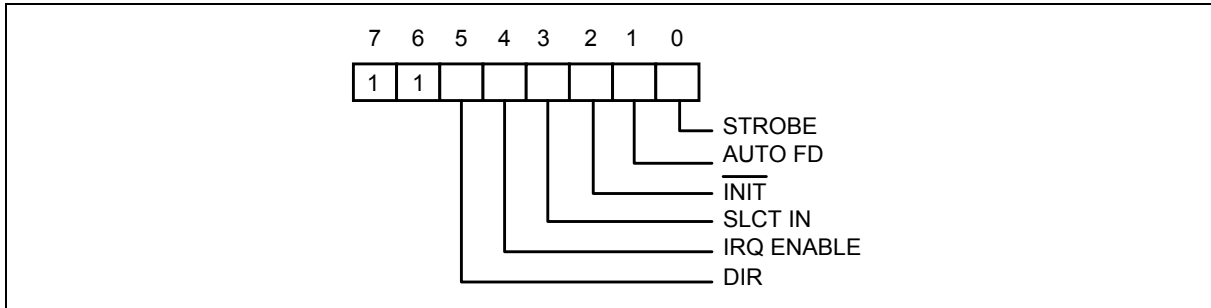 7 6 5 4 3 2 1 0
1 1
STROBE
AUTO FD
INIT
SLCT IN
IRQ ENABLE
DIR